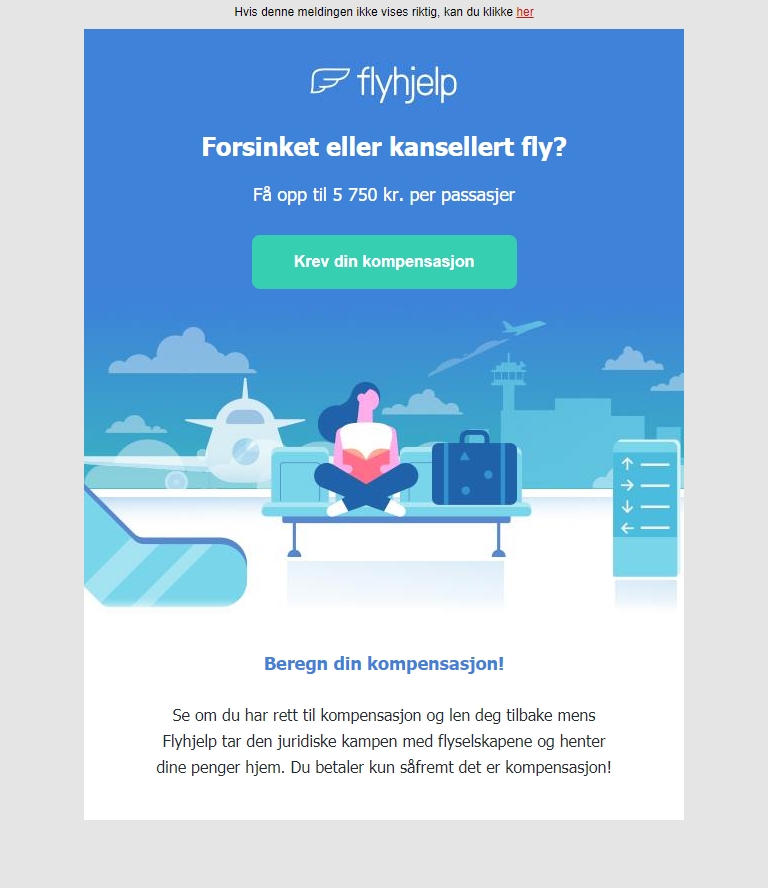 Hvis denne meldingen ikke vises riktig, kan du klikke her
flyhjelp
Forsinket eller kansellert fly?
Få opp til 5 750 kr. per passasjer
Krev din kompensasjon
Beregn din kompensasjon!
Se om du har rett til kompensasjon og len deg tilbake mens
Flyhjelp tar den juridiske kampen med flyselskapene og henter
dine penger hjem. Du betaler kun såfremt det er kompensasjon!